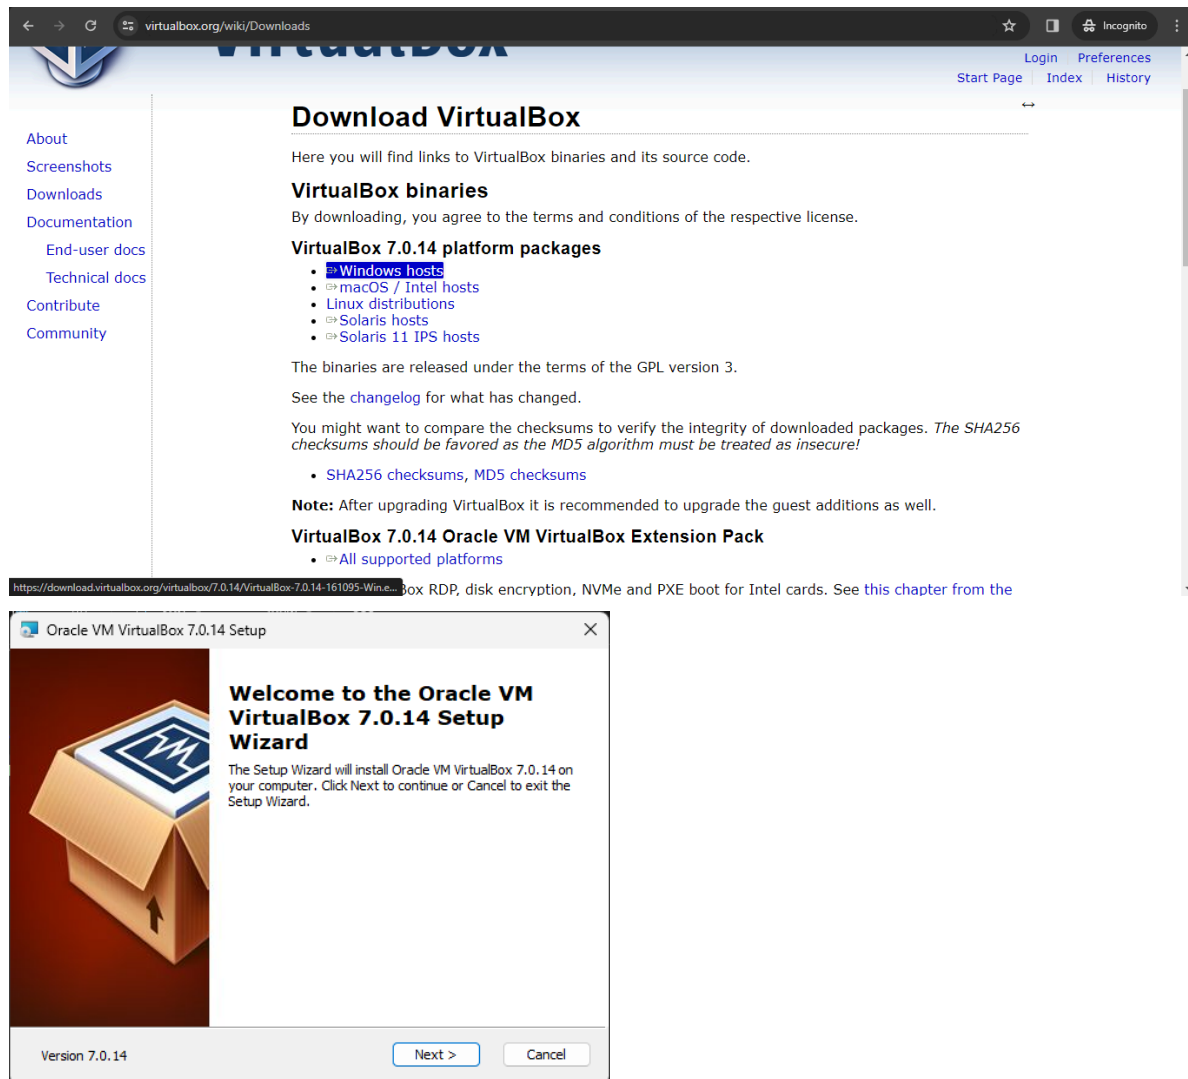 virtualbox.org/wiki/Downloads
Incognito
VirtualBox
Login Preferences
Start Page Index History
About
Screenshots
Downloads
Documentation
End-user docs
Technical docs
Contribute
Community
Download VirtualBox
Here you will find links to VirtualBox binaries and its source code.
VirtualBox binaries
By downloading, you agree to the terms and conditions of the respective license.
VirtualBox 7.0.14 platform packages
Windows hosts
macOS / Intel hosts
Linux distributions
Solaris hosts
Solaris 11 IPS hosts
The binaries are released under the terms of the GPL version 3.
See the changelog for what has changed.
You might want to compare the checksums to verify the integrity of downloaded packages. The SHA256
checksums should be favored as the MD5 algorithm must be treated as insecure!
SHA256 checksums, MD5 checksums
Note: After upgrading VirtualBox it is recommended to upgrade the guest additions as well.
VirtualBox 7.0.14 Oracle VM VirtualBox Extension Pack
All supported platforms
https://download.virtualbox.org/virtualbox/7.0.14/VirtualBox-7.0.14-161095-Win.e...
Box RDP, disk encryption, NVMe and PXE boot for Intel cards. See this chapter from the
Oracle VM VirtualBox 7.0.14 Setup
Welcome to the Oracle VM
VirtualBox 7.0.14 Setup
Wizard
The Setup Wizard will install Oracle VM VirtualBox 7.0.14 on
your computer. Click Next to continue or Cancel to exit the
Setup Wizard.
Version 7.0.14
Next >
Cancel